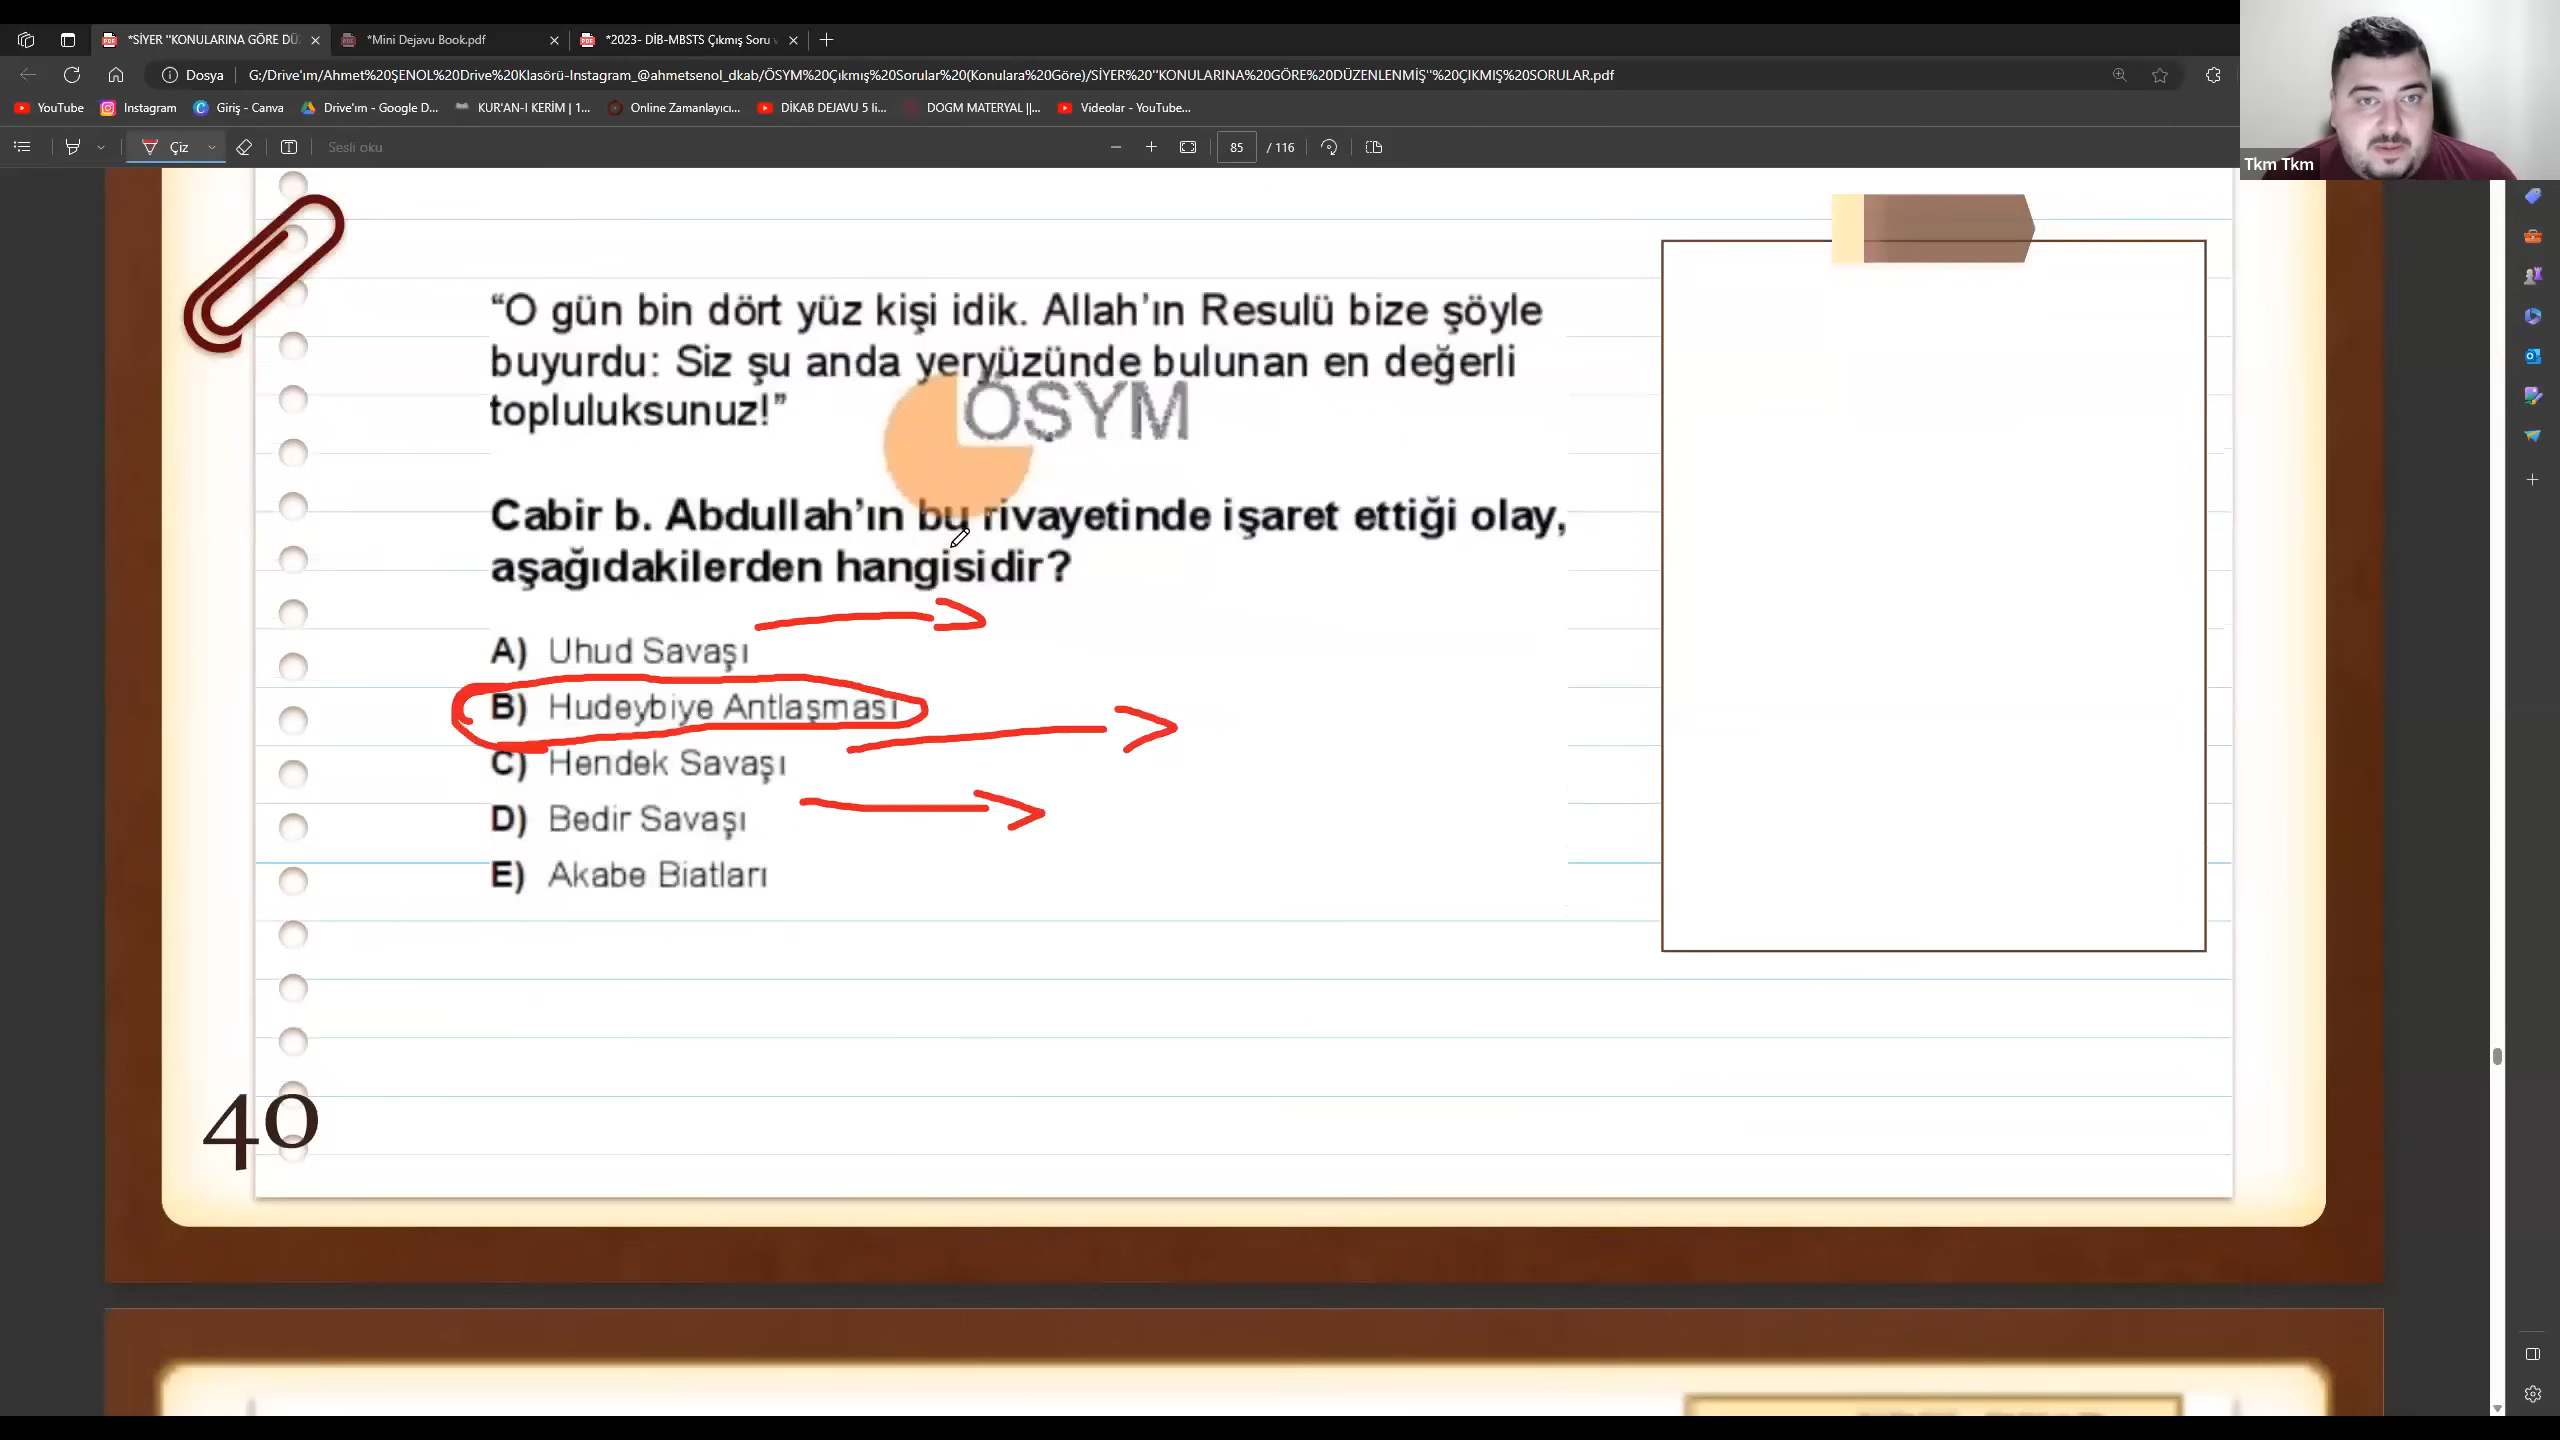 *SİYER "KONULARINA GÖRE DÜ
*Mini Dejavu Book.pdf
*2023- DİB-MBSTS Çıkmış Soru
Dosya
G:/Drive'ım/Ahmet%20ŞENOL%20Drive%20Klasörü-Instagram_@ahmetsenol_dkab/ÖSYM%20Çıkmış%20Sorular%20(Konulara%20Göre)/SİYER%20''KONULARINA%20GÖRE%20DÜZENLENMİŞ''%20ÇIKMIŞ%20SORULAR.pdf
YouTube
Instagram
Giriş - Canva
Drive'ım - Google D...
KUR'AN-I KERİM | 1...
Online Zamanlayıcı...
DİKAB DEJAVU 5 li...
DOGM MATERYAL ||...
Videolar - YouTube...
Çiz
Sesli oku
85 / 116
Tkm Tkm
“O gün bin dört yüz kişi idik. Allah’ın Resulü bize şöyle
buyurdu: Siz şu anda yeryüzünde bulunan en değerli
topluluksunuz!”
ÖSYM
Cabir b. Abdullah’ın bu rivayetinde işaret ettiği olay,
aşağıdakilerden hangisidir?
A) Uhud Savaşı
B) Hudeybiye Antlaşması
C) Hendek Savaşı
D) Bedir Savaşı
E) Akabe Biatları
40